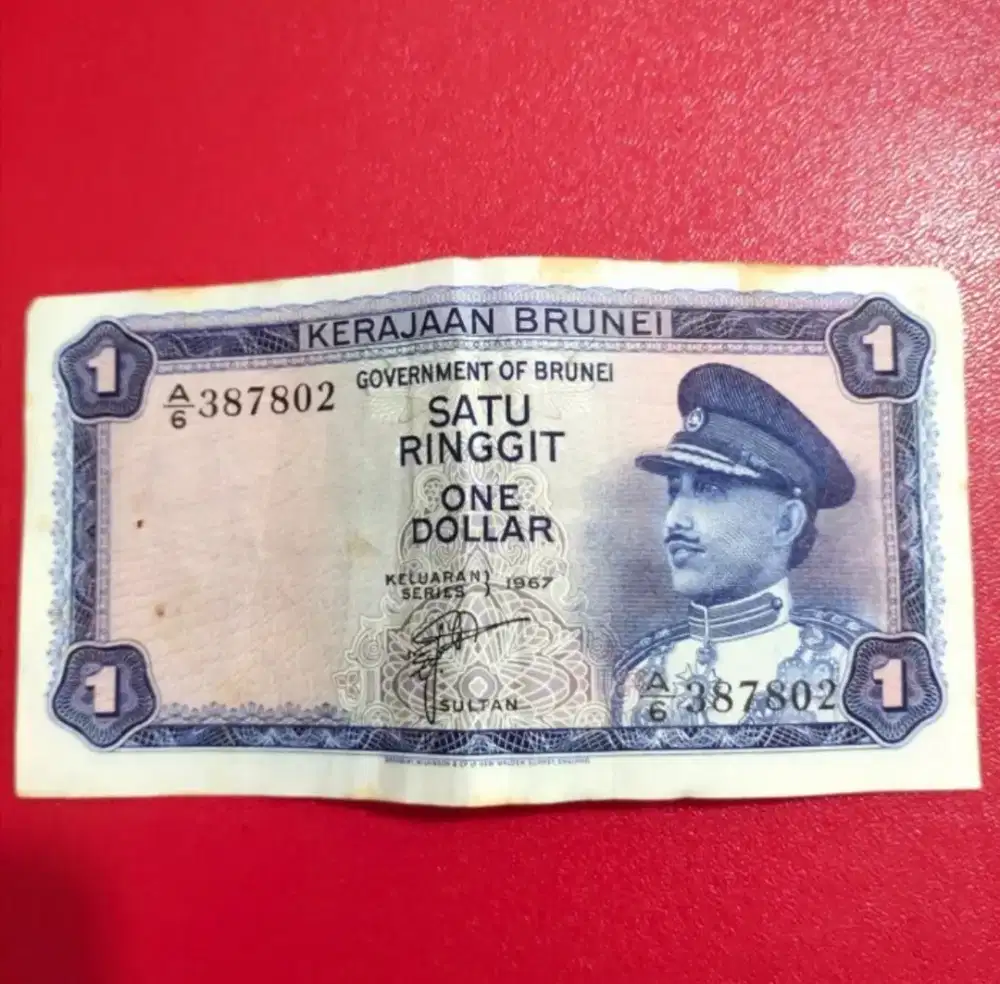 KERAJAAN BRUNEI
1
1
A/6 387802
GOVERNMENT OF BRUNEI
SATU
RINGGIT
ONE
DOLLAR
KELUARAN
SERIES } 1967
SULTAN
A/6 387802
1
1